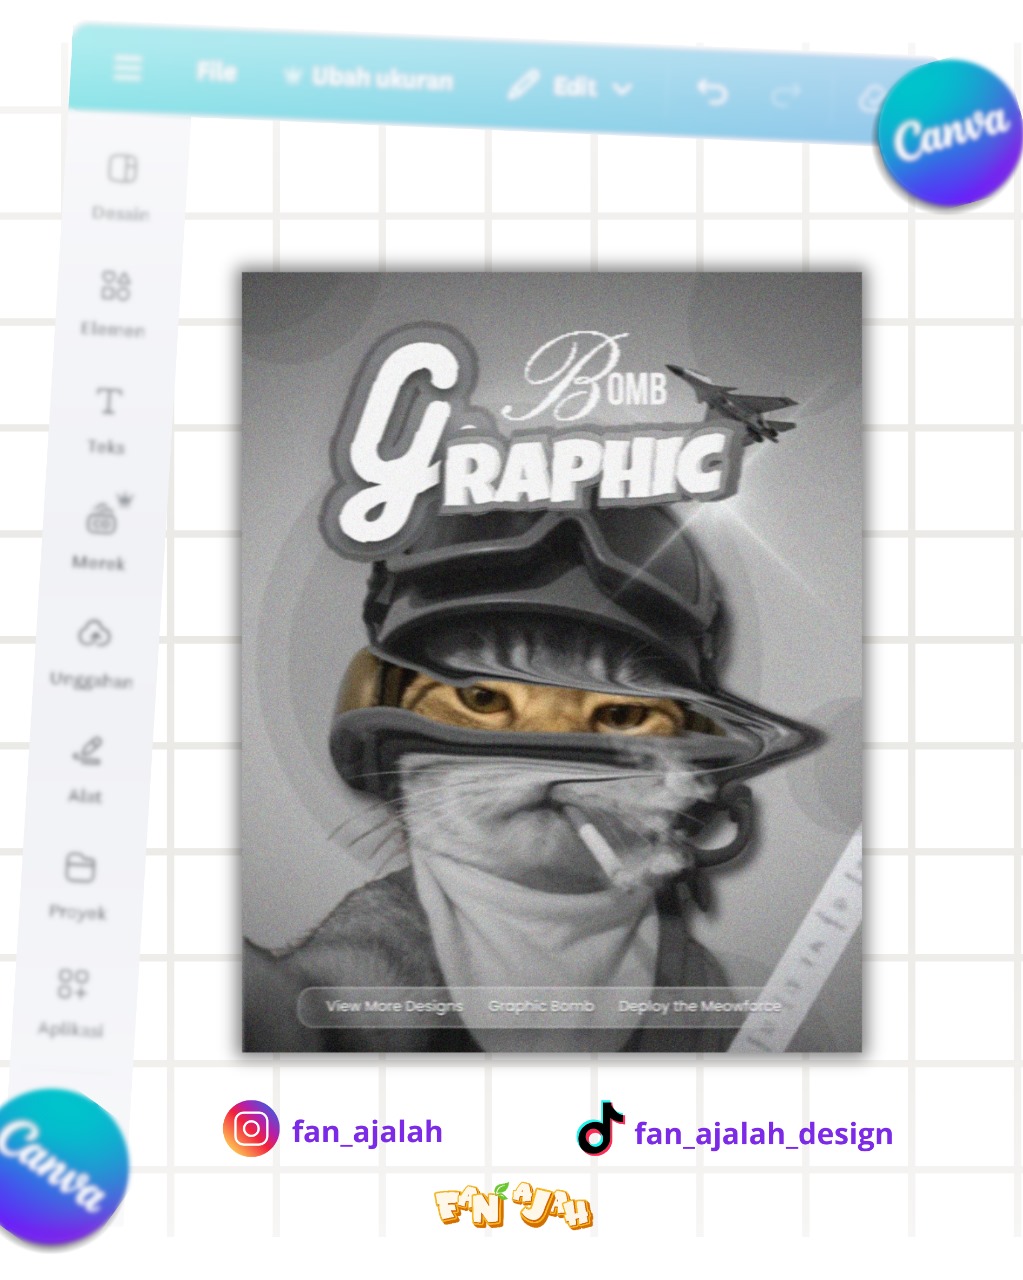 File Ubah ukuran Edit
Canva
Desain
Elemen
Teks
Merek
Unggahan
Alat
Proyek
Aplikasi
Bomb
GRAPHIC
View More Designs Graphic Bomb Deploy the Meowforce
Canva
fan_ajalah
fan_ajalah_design
FAN AJAH